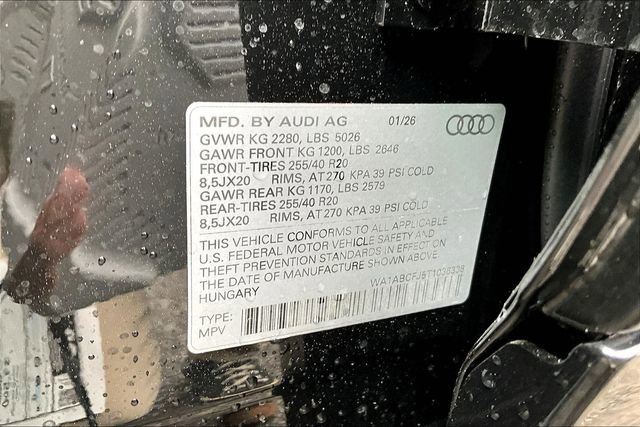 MFD. BY AUDI AG 01/26
GVWR KG 2280, LBS 5026
GAWR FRONT KG 1200, LBS 2646
FRONT-TIRES 255/40 R20
8,5JX20 RIMS, AT 270 KPA 39 PSI COLD
GAWR REAR KG 1170, LBS 2579
REAR-TIRES 255/40 R20
8,5JX20 RIMS, AT 270 KPA 39 PSI COLD
THIS VEHICLE CONFORMS TO ALL APPLICABLE
U.S. FEDERAL MOTOR VEHICLE SAFETY AND
THEFT PREVENTION STANDARDS IN EFFECT ON
THE DATE OF MANUFACTURE SHOWN ABOVE
HUNGARY
TYPE:
MPV